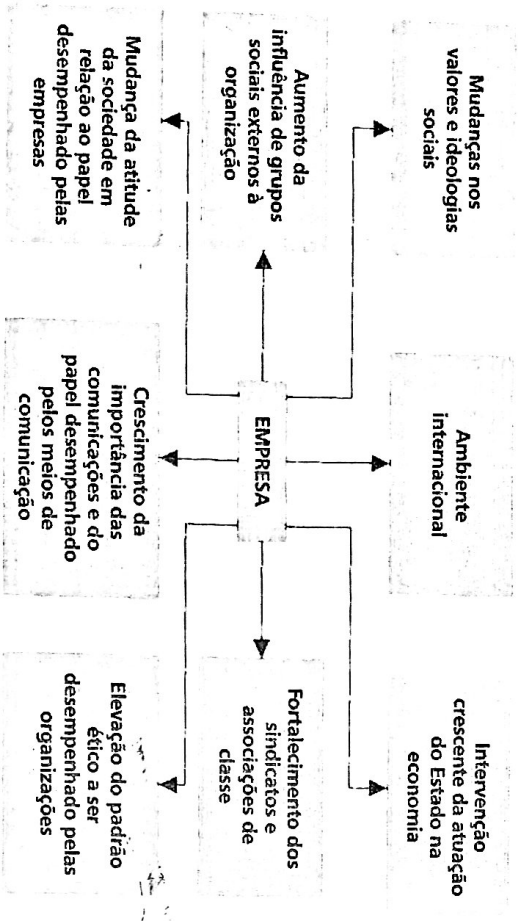 Mudanças nos
valores e ideologias
sociais
Ambiente
internacional
Intervenção
crescente da atuação
do Estado na
economia
Aumento da
influência de grupos
sociais externos à
organização
EMPRESA
Fortalecimento dos
sindicatos e
associações de
classe
Mudança da atitude
da sociedade em
relação ao papel
desempenhado pelas
empresas
Crescimento da
importância das
comunicações e do
papel desempenhado
pelos meios de
comunicação
Elevação do padrão
ético a ser
desempenhado pelas
organizações